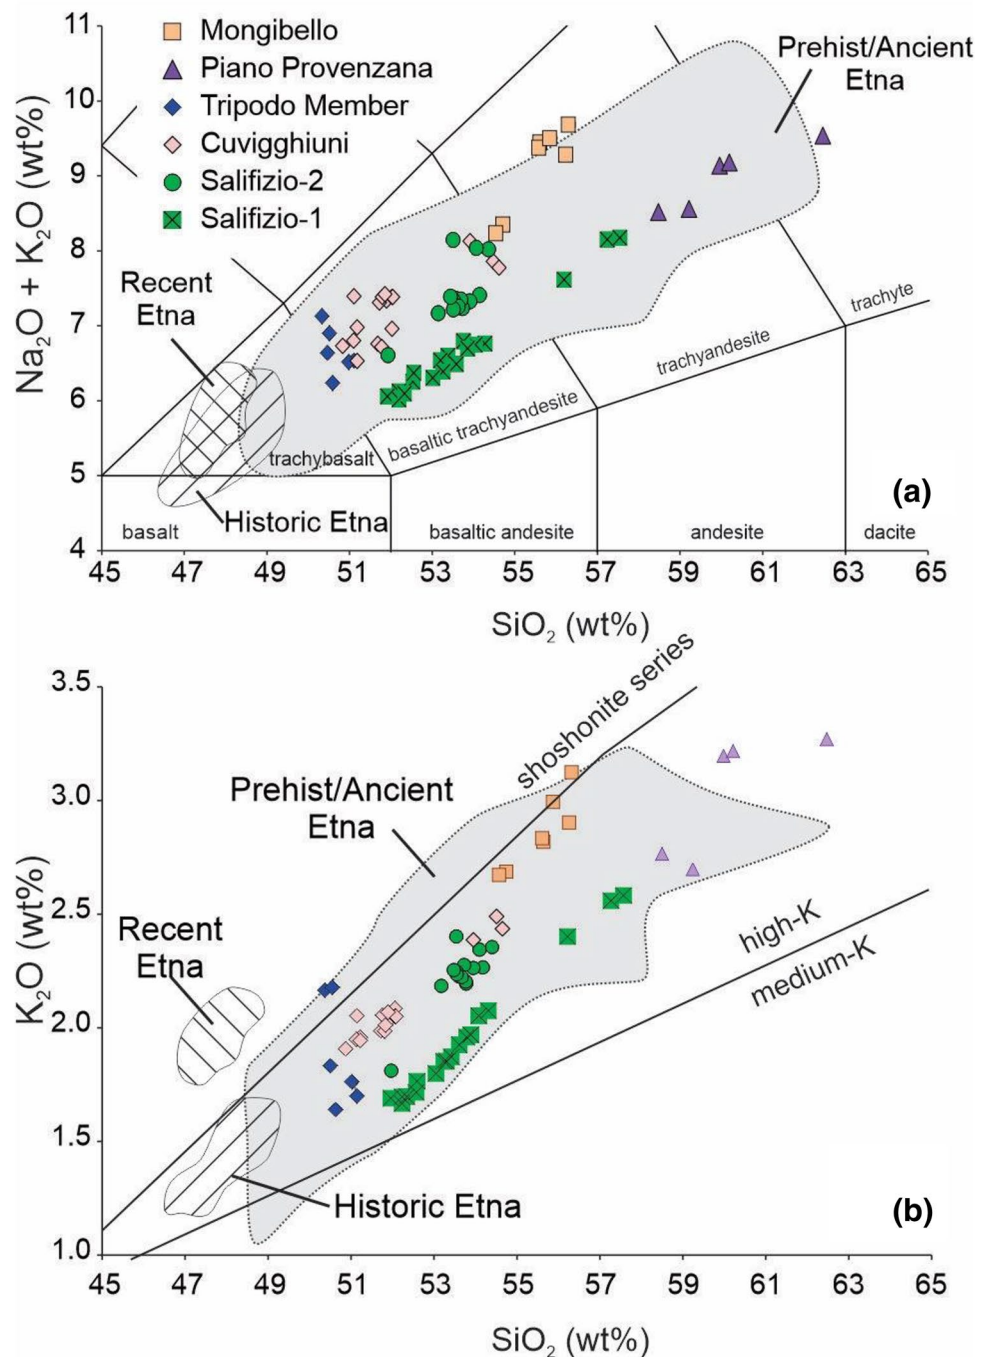 11
10
9
8
7
6
5
4
Na₂O + K₂O (wt%)
Mongibello
Piano Provenzana
Tripodo Member
Cuvigghiuni
Salifizio-2
Salifizio-1
Prehist/Ancient
Etna
Recent
Etna
trachyte
trachyandesite
basaltic trachyandesite
trachybasalt
(a)
Historic Etna
basalt
basaltic andesite
andesite
dacite
45 47 49 51 53 55 57 59 61 63 65
SiO₂ (wt%)
3.5
3.0
2.5
2.0
1.5
1.0
K₂O (wt%)
shoshonite series
Prehist/Ancient
Etna
Recent
Etna
high-K
medium-K
Historic Etna
(b)
45 47 49 51 53 55 57 59 61 63 65
SiO₂ (wt%)